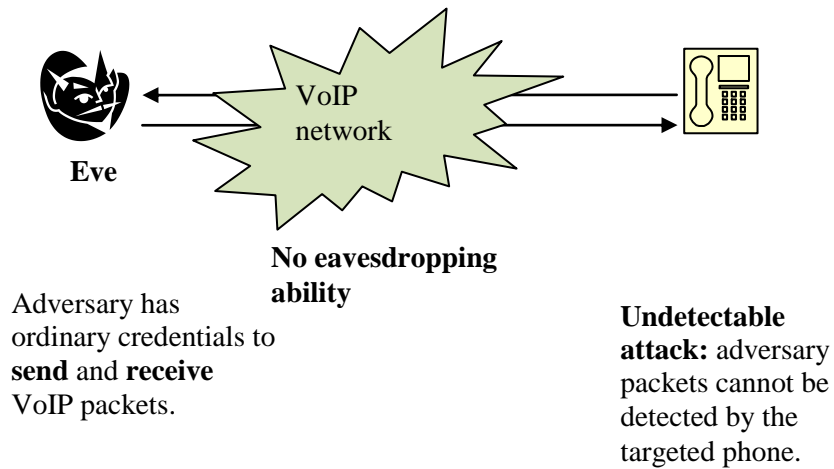 VoIP
network
Eve
No eavesdropping
ability
Adversary has
ordinary credentials to
send and receive
VoIP packets.
Undetectable
attack: adversary
packets cannot be
detected by the
targeted phone.